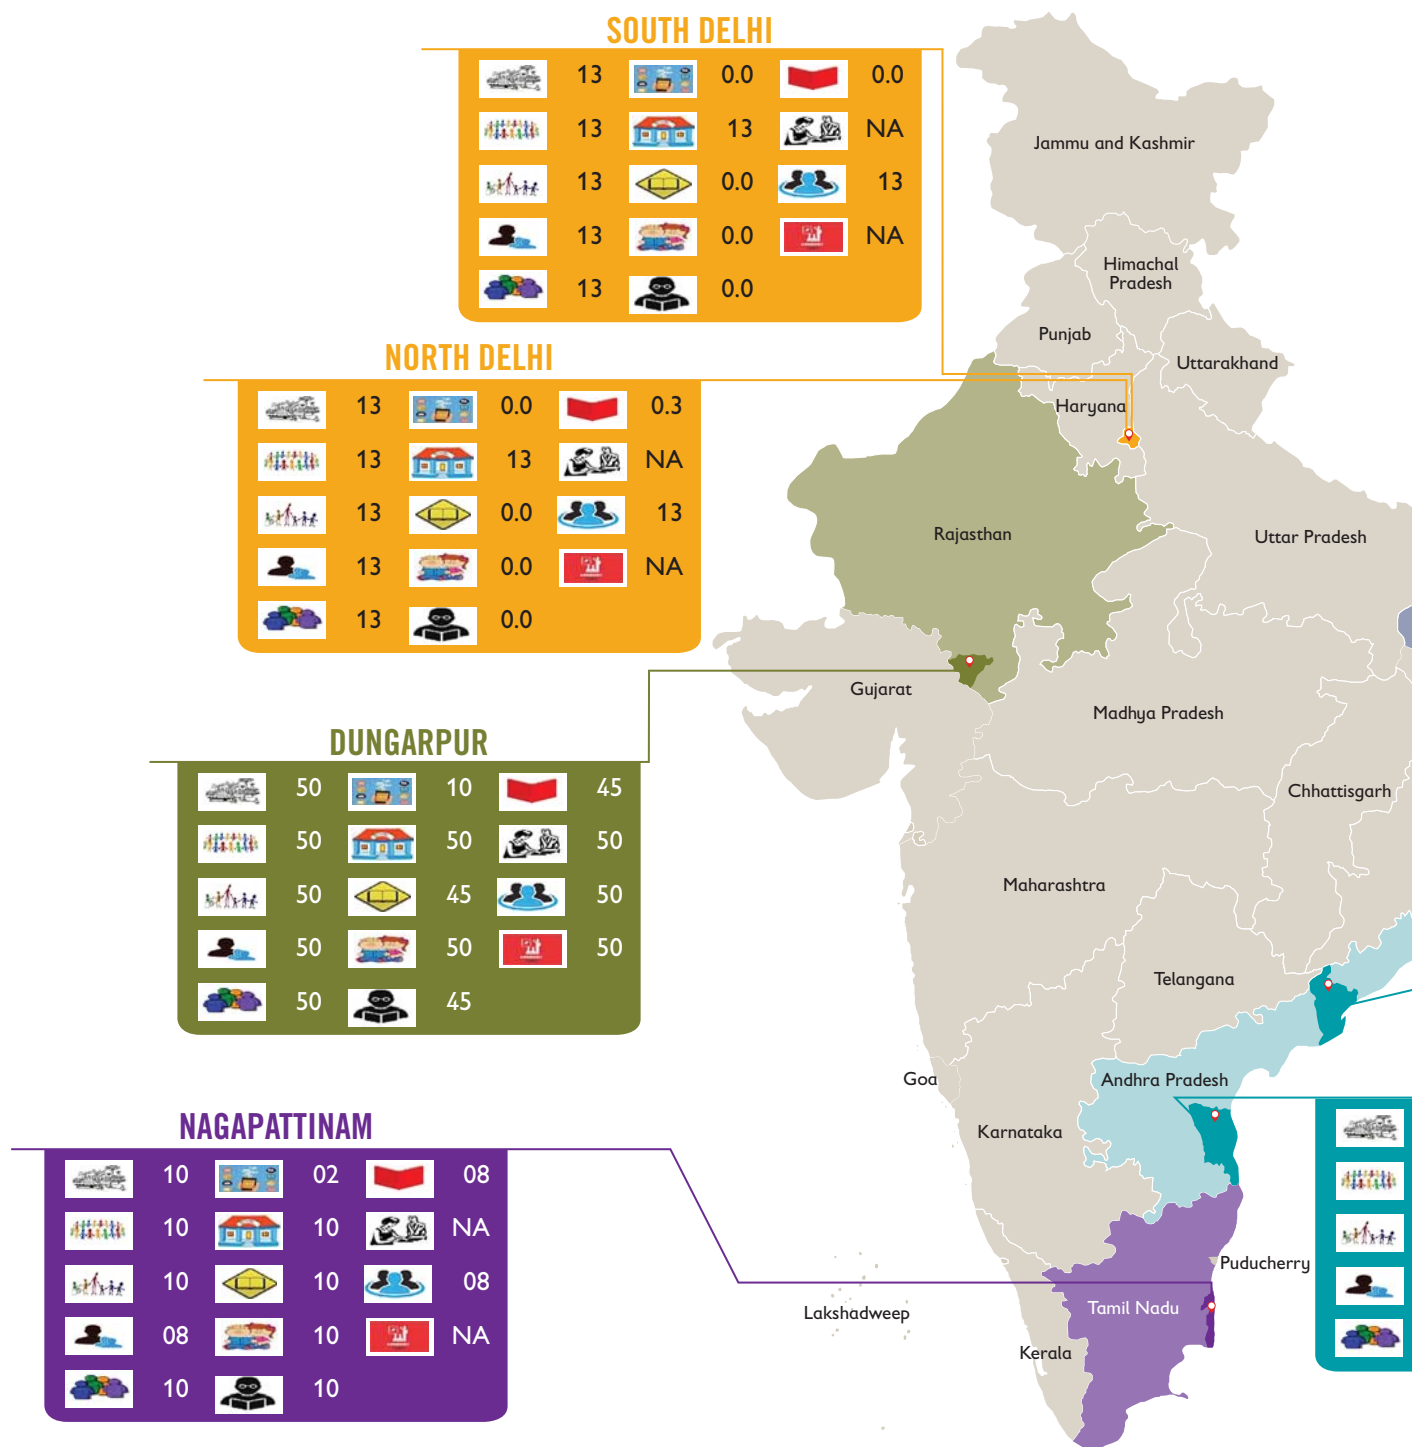 SOUTH DELHI
13 0.0 0.0
13 13 NA
13 0.0 13
13 0.0 NA
13 0.0
NORTH DELHI
13 0.0 0.3
13 13 NA
13 0.0 13
13 0.0 NA
13 0.0
DUNGARPUR
50 10 45
50 50 50
50 45 50
50 50 50
50 45
NAGAPATTINAM
10 02 08
10 10 NA
10 10 08
08 10 NA
10 10
Jammu and Kashmir
Himachal
Pradesh
Punjab
Uttarakhand
Haryana
Rajasthan
Uttar Pradesh
Gujarat
Madhya Pradesh
Chhattisgarh
Maharashtra
Telangana
Goa
Andhra Pradesh
Karnataka
Puducherry
Lakshadweep
Tamil Nadu
Kerala